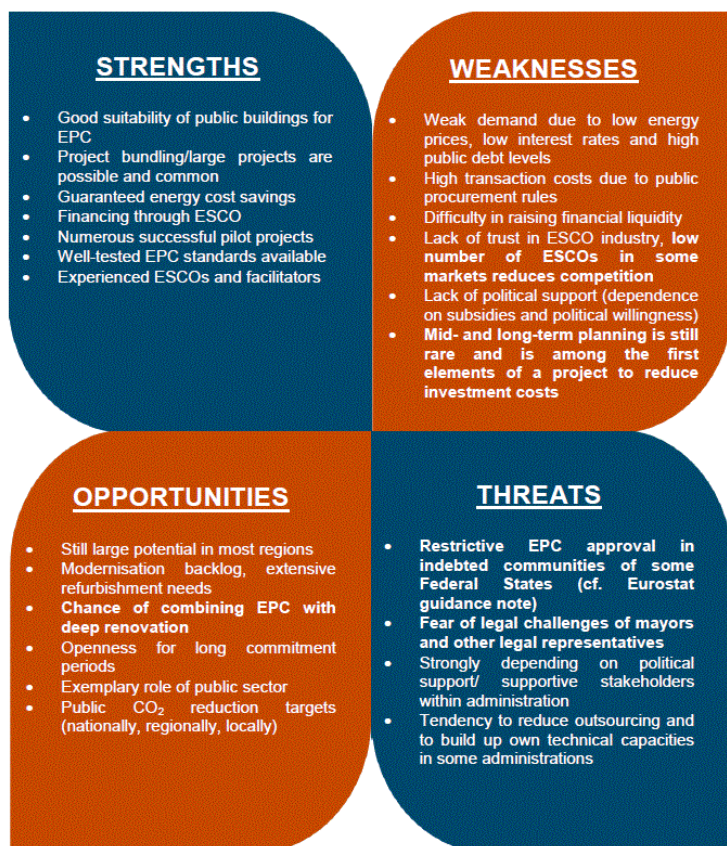 STRENGTHS
• Good suitability of public buildings for
EPC
• Project bundling/large projects are
possible and common
• Guaranteed energy cost savings
• Financing through ESCO
• Numerous successful pilot projects
• Well-tested EPC standards available
• Experienced ESCOs and facilitators
WEAKNESSES
• Weak demand due to low energy
prices, low interest rates and high
public debt levels
• High transaction costs due to public
procurement rules
• Difficulty in raising financial liquidity
• Lack of trust in ESCO industry, low
number of ESCOs in some
markets reduces competition
• Lack of political support (dependence
on subsidies and political willingness)
• Mid- and long-term planning is still
rare and is among the first
elements of a project to reduce
investment costs
OPPORTUNITIES
• Still large potential in most regions
• Modernisation backlog, extensive
refurbishment needs
• Chance of combining EPC with
deep renovation
• Openness for long commitment
periods
• Exemplary role of public sector
• Public CO₂ reduction targets
(nationally, regionally, locally)
THREATS
• Restrictive EPC approval in
indebted communities of some
Federal States (cf. Eurostat
guidance note)
• Fear of legal challenges of mayors
and other legal representatives
• Strongly depending on political
support/ supportive stakeholders
within administration
• Tendency to reduce outsourcing and
to build up own technical capacities
in some administrations